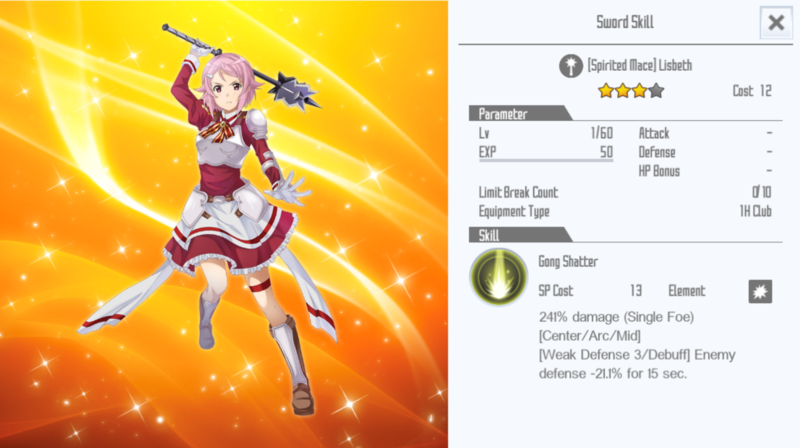 Sword Skill
[Spirited Mace] Lisbeth
Cost 12
Parameter
Lv 1/60 Attack -
EXP 50 Defense -
HP Bonus -
Limit Break Count 0/10
Equipment Type 1H Club
Skill
Gong Shatter
SP Cost 13 Element
241% damage (Single Foe)
[Center/Arc/Mid]
[Weak Defense 3/Debuff] Enemy
defense -21.1% for 15 sec.